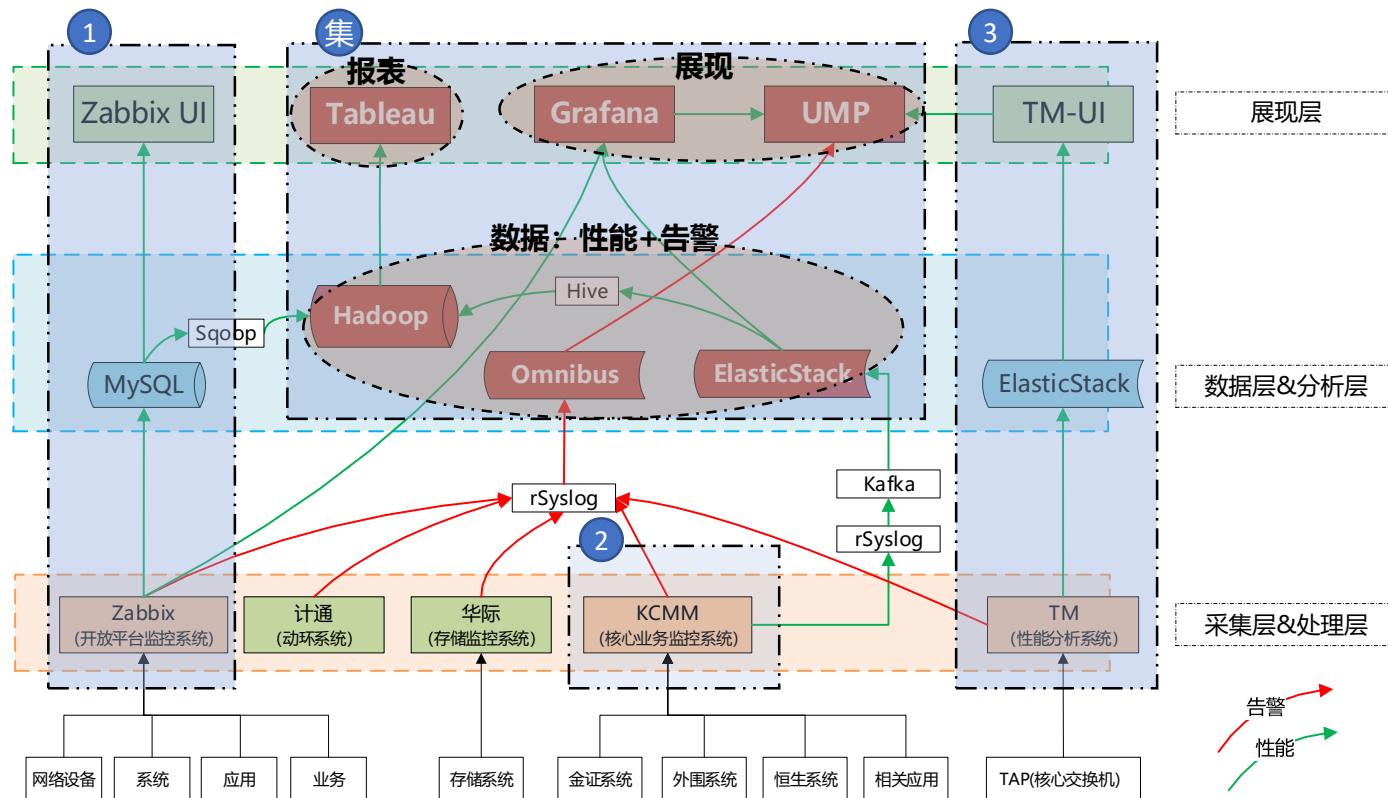 1
集
3
报表
展现
Zabbix UI
Tableau
Grafana
UMP
TM-UI
展现层
数据：性能+告警
Hive
Hadoop
Sqobp
MySQL
Omnibus
ElasticStack
ElasticStack
数据层&分析层
Kafka
rSyslog
rSyslog
2
Zabbix
(开放平台监控系统)
计通
(动环系统)
华际
(存储监控系统)
KCMM
(核心业务监控系统)
TM
(性能分析系统)
采集层&处理层
告警
性能
网络设备
系统
应用
业务
存储系统
金证系统
外围系统
恒生系统
相关应用
TAP(核心交换机)